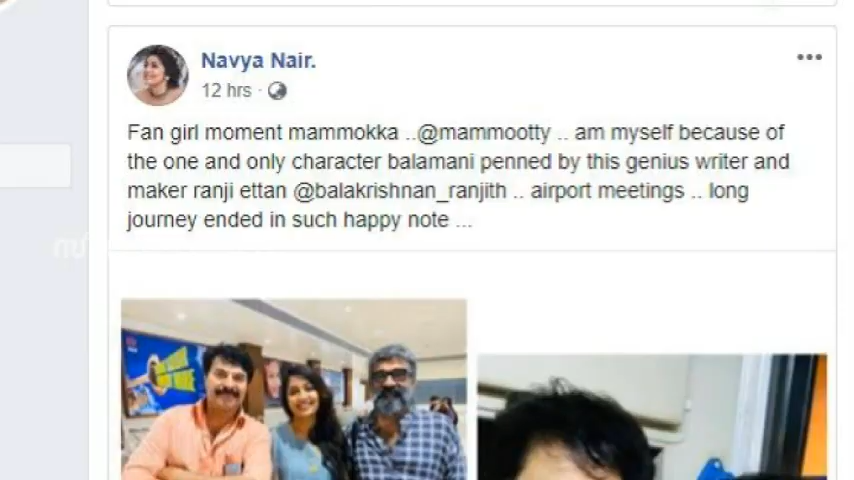 Navya Nair.
12 hrs ·
Fan girl moment mammokka ..@mammootty .. am myself because of
the one and only character balamani penned by this genius writer and
maker ranji ettan @balakrishnan_ranjith .. airport meetings .. long
journey ended in such happy note ...